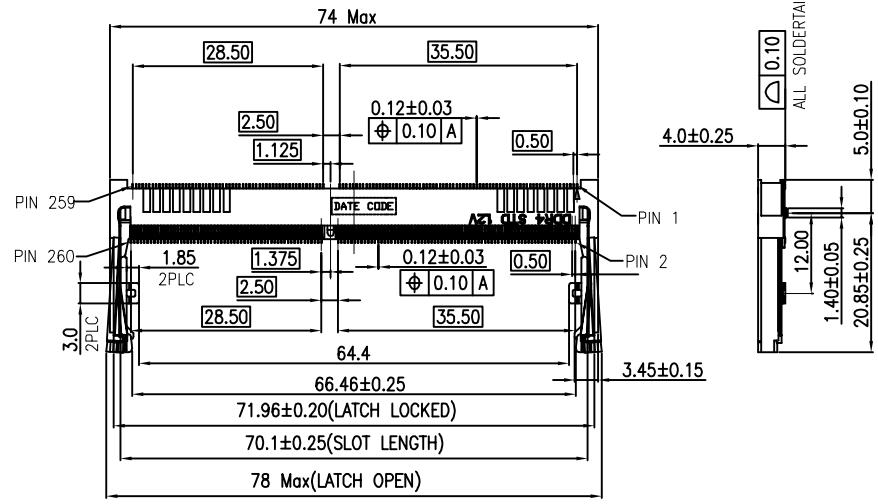 74 Max
28.50
35.50
0.12±0.03
2.50
⌖ 0.10 A
1.125
0.50
4.0±0.25
⌓ 0.10
ALL SOLDERTAI
5.0±0.10
PIN 259
DATE CODE
DDR4 STD 1.2V
PIN 1
PIN 260
PIN 2
1.85
2PLC
1.375
0.12±0.03
0.50
⌖ 0.10 A
2.50
12.00
1.40±0.05
20.85±0.25
3.0
2PLC
28.50
35.50
64.4
3.45±0.15
66.46±0.25
71.96±0.20(LATCH LOCKED)
70.1±0.25(SLOT LENGTH)
78 Max(LATCH OPEN)